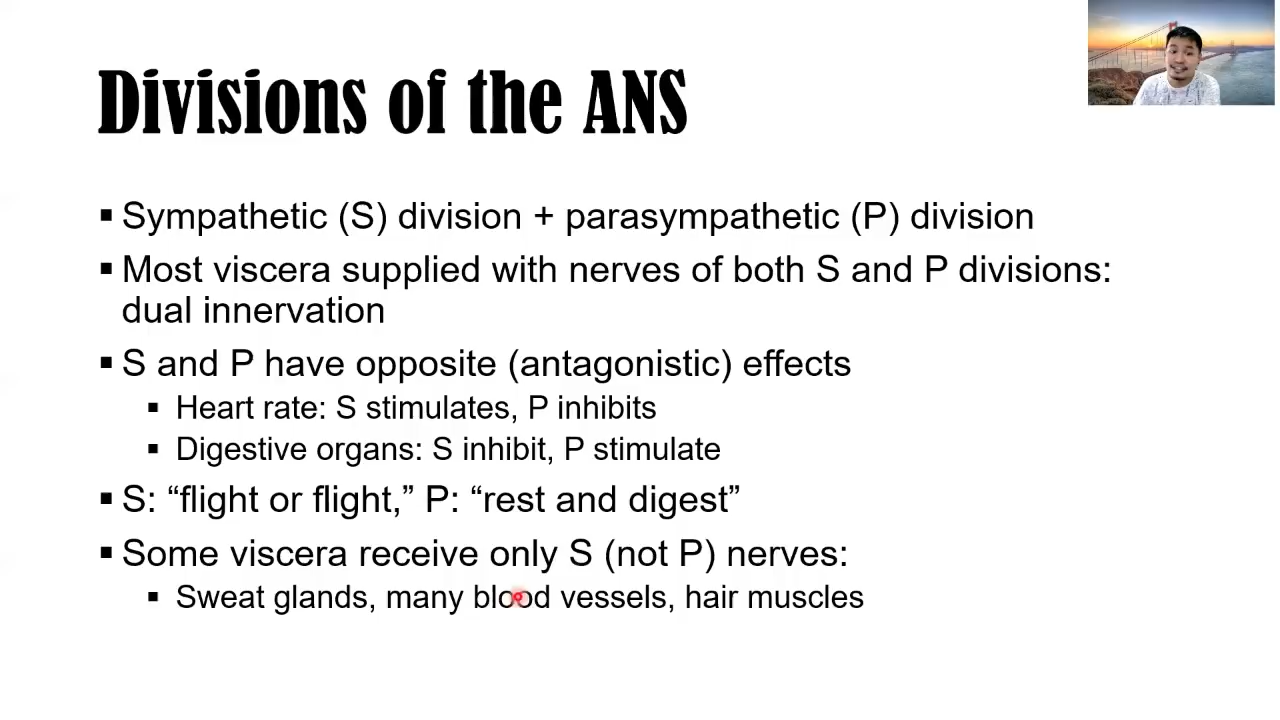 Divisions of the ANS
▪ Sympathetic (S) division + parasympathetic (P) division
▪ Most viscera supplied with nerves of both S and P divisions:
dual innervation
▪ S and P have opposite (antagonistic) effects
▪ Heart rate: S stimulates, P inhibits
▪ Digestive organs: S inhibit, P stimulate
▪ S: “flight or flight,” P: “rest and digest”
▪ Some viscera receive only S (not P) nerves:
▪ Sweat glands, many blood vessels, hair muscles